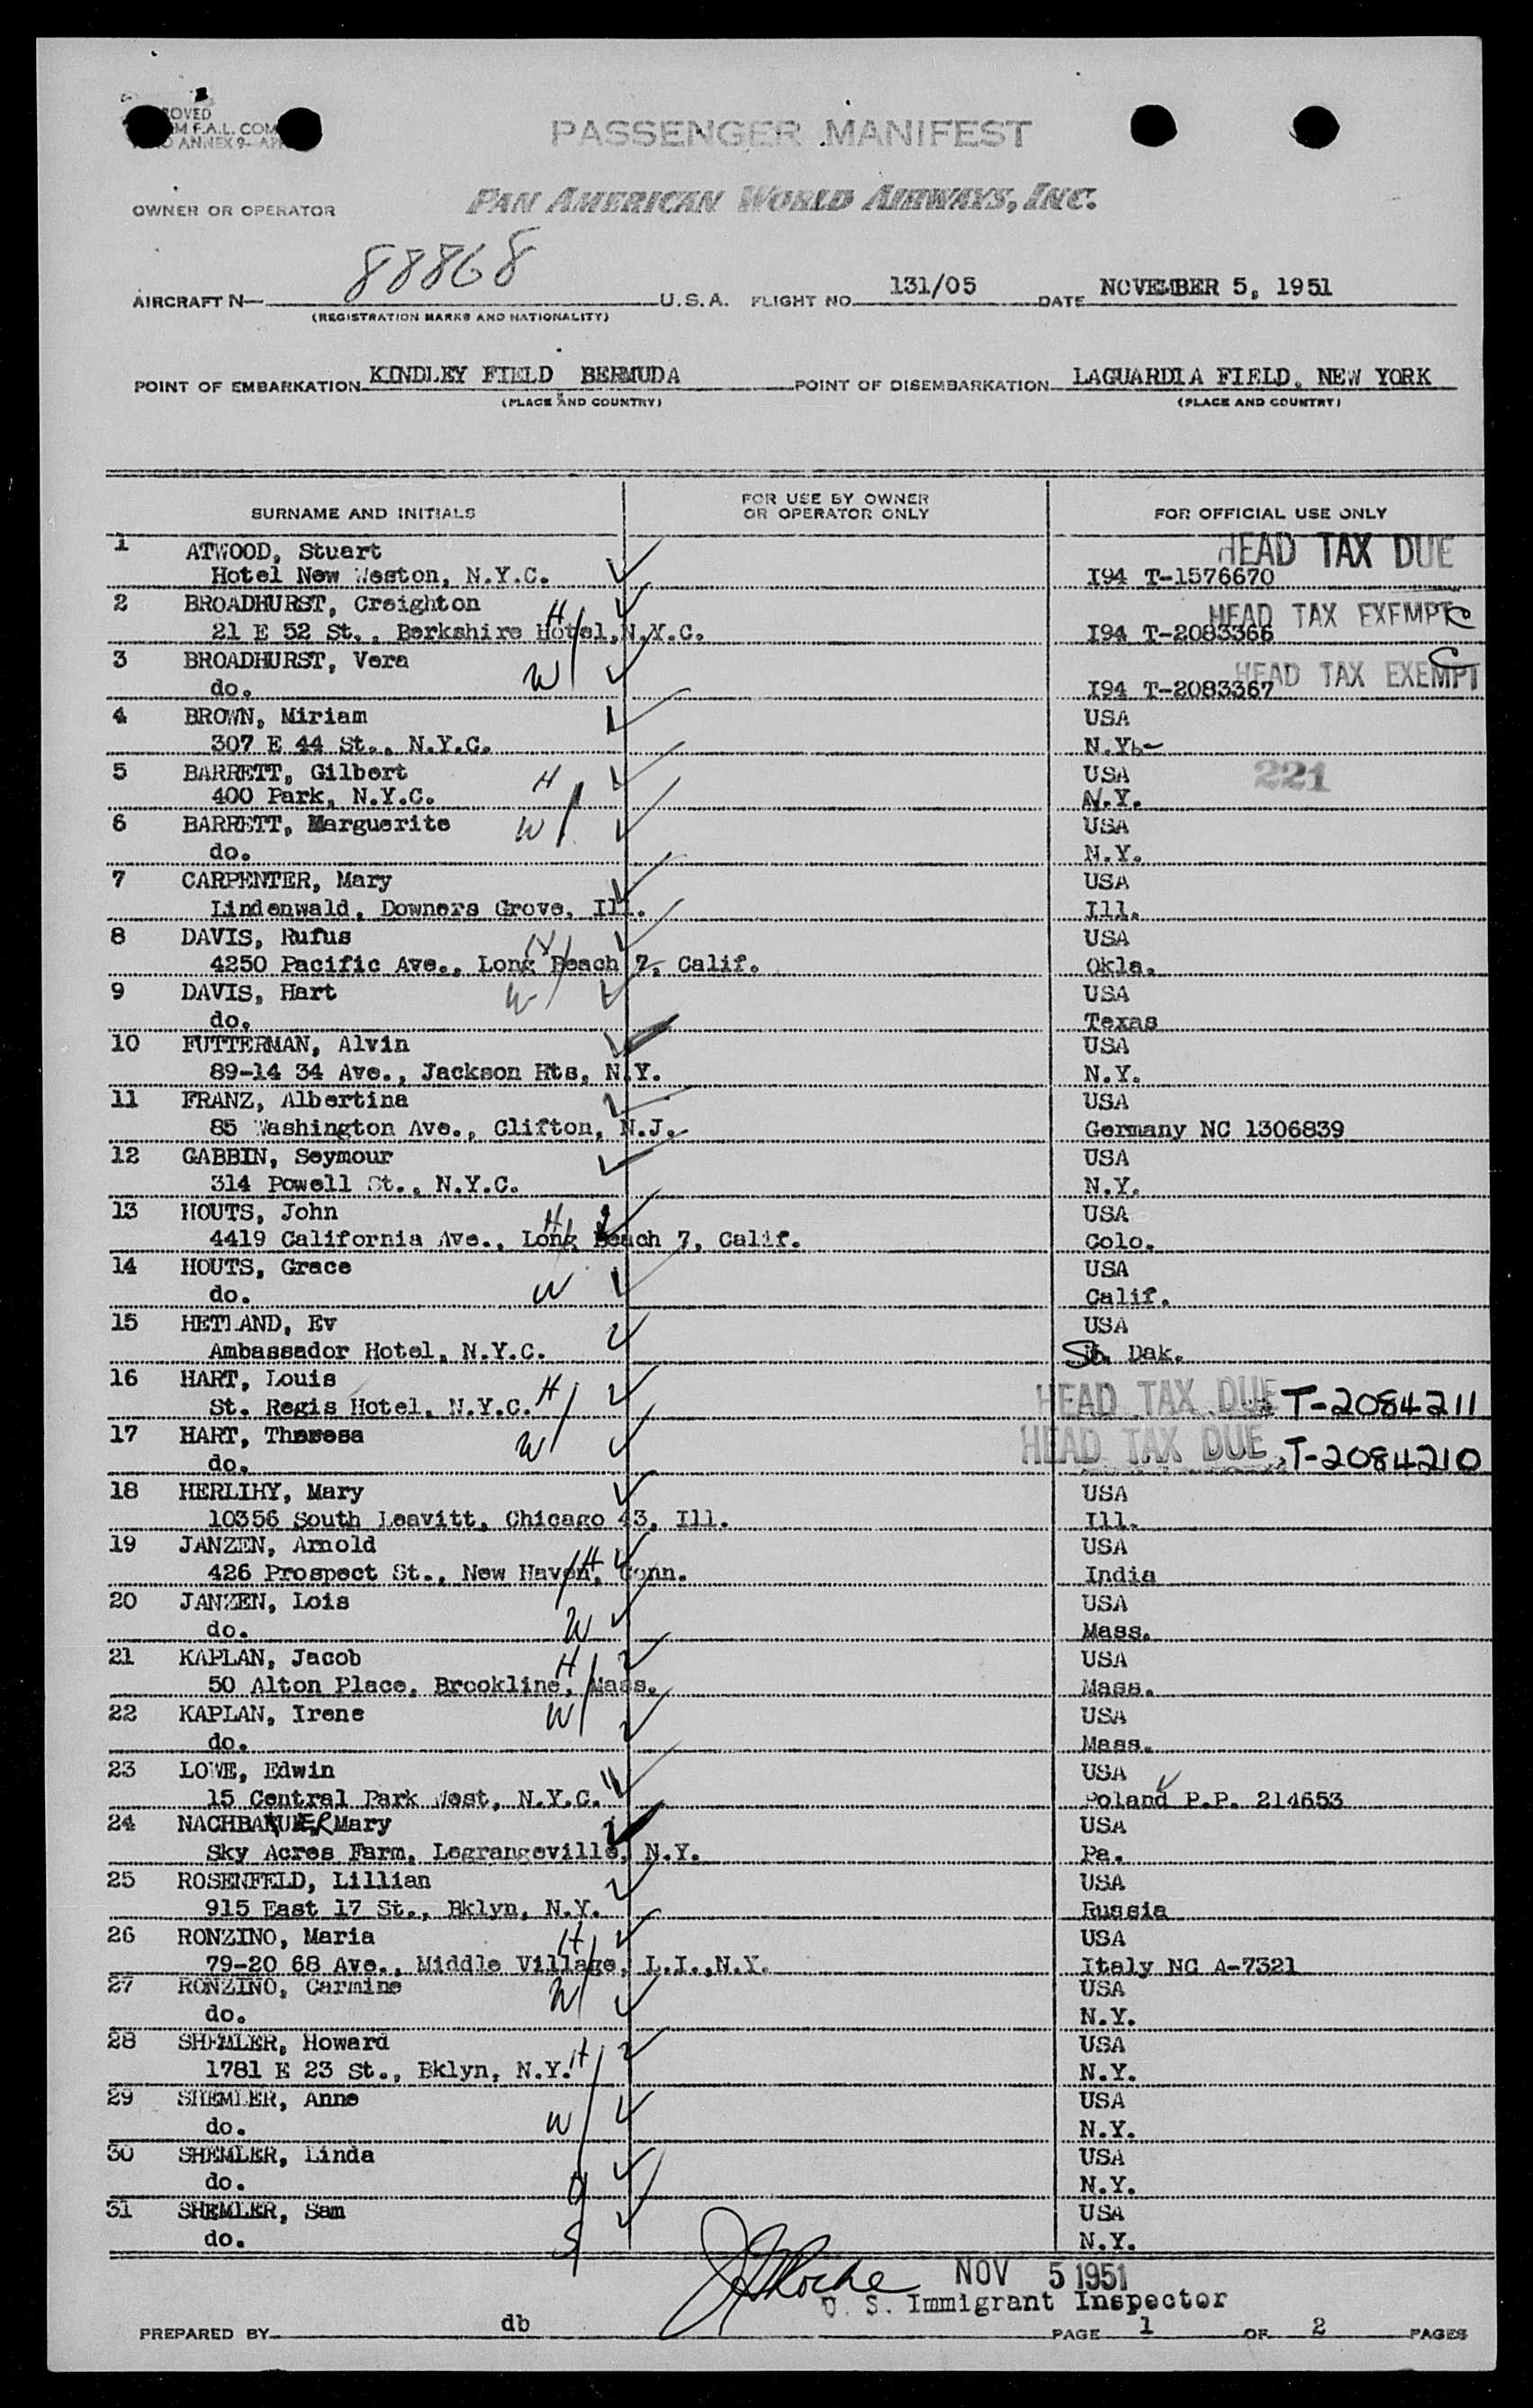 OVED
M F.A.L. COM
ANNEX 9-
PASSENGER MANIFEST
OWNER OR OPERATOR PAN AMERICAN WORLD AIRWAYS, INC.
AIRCRAFT N— 88868 U.S.A. FLIGHT NO. 131/05 DATE NOVEMBER 5, 1951
(REGISTRATION MARKS AND NATIONALITY)
POINT OF EMBARKATION KINDLEY FIELD BERMUDA POINT OF DISEMBARKATION LAGUARDIA FIELD, NEW YORK
(PLACE AND COUNTRY) (PLACE AND COUNTRY)
SURNAME AND INITIALS FOR USE BY OWNER OR OPERATOR ONLY FOR OFFICIAL USE ONLY
1 ATWOOD, Stuart HEAD TAX DUE
Hotel New Weston, N.Y.C. I94 T-1576670
2 BROADHURST, Creighton H HEAD TAX EXEMPT C
21 E 52 St., Berkshire Hotel, N.Y.C. I94 T-2083366
3 BROADHURST, Vera W HEAD TAX EXEMPT C
do. I94 T-2083367
4 BROWN, Miriam USA
307 E 44 St., N.Y.C. N.Y.
5 BARRETT, Gilbert H USA 221
400 Park, N.Y.C. N.Y.
6 BARRETT, Marguerite W USA
do. N.Y.
7 CARPENTER, Mary USA
Lindenwald, Downers Grove, Ill. Ill.
8 DAVIS, Rufus H USA
4250 Pacific Ave., Long Beach 7, Calif. Okla.
9 DAVIS, Hart W USA
do. Texas
10 FUTTERMAN, Alvin USA
89-14 34 Ave., Jackson Hts, N.Y. N.Y.
11 FRANZ, Albertina USA
85 Washington Ave., Clifton, N.J. Germany NC 1306839
12 GABBIN, Seymour USA
314 Powell St., N.Y.C. N.Y.
13 HOUTS, John H USA
4419 California Ave., Long Beach 7, Calif. Colo.
14 HOUTS, Grace W USA
do. Calif.
15 HETLAND, Ev USA
Ambassador Hotel, N.Y.C. So. Dak.
16 HART, Louis H HEAD TAX DUE T-2084211
St. Regis Hotel, N.Y.C.
17 HART, Theresa W HEAD TAX DUE T-2084210
do.
18 HERLIHY, Mary USA
10356 South Leavitt, Chicago 43, Ill. Ill.
19 JANZEN, Arnold H USA
426 Prospect St., New Haven, Conn. India
20 JANZEN, Lois W USA
do. Mass.
21 KAPLAN, Jacob H USA
50 Alton Place, Brookline, Mass. Mass.
22 KAPLAN, Irene W USA
do. Mass.
23 LOWE, Edwin USA
15 Central Park West, N.Y.C. Poland P.P. 214653
24 NACHBAUER Mary USA
Sky Acres Farm, Lagrangeville, N.Y. Pa.
25 ROSENFELD, Lillian USA
915 East 17 St., Bklyn, N.Y. Russia
26 RONZINO, Maria H USA
79-20 68 Ave., Middle Village, L.I.,N.Y. Italy NC A-7321
27 RONZINO, Carmine W USA
do. N.Y.
28 SHEMLER, Howard H USA
1781 E 23 St., Bklyn, N.Y. N.Y.
29 SHEMLER, Anne W USA
do. N.Y.
30 SHEMLER, Linda USA
do. D N.Y.
31 SHEMLER, Sam USA
do. S N.Y.
NOV 5 1951
U. S. Immigrant Inspector
PREPARED BY db PAGE 1 OF 2 PAGES